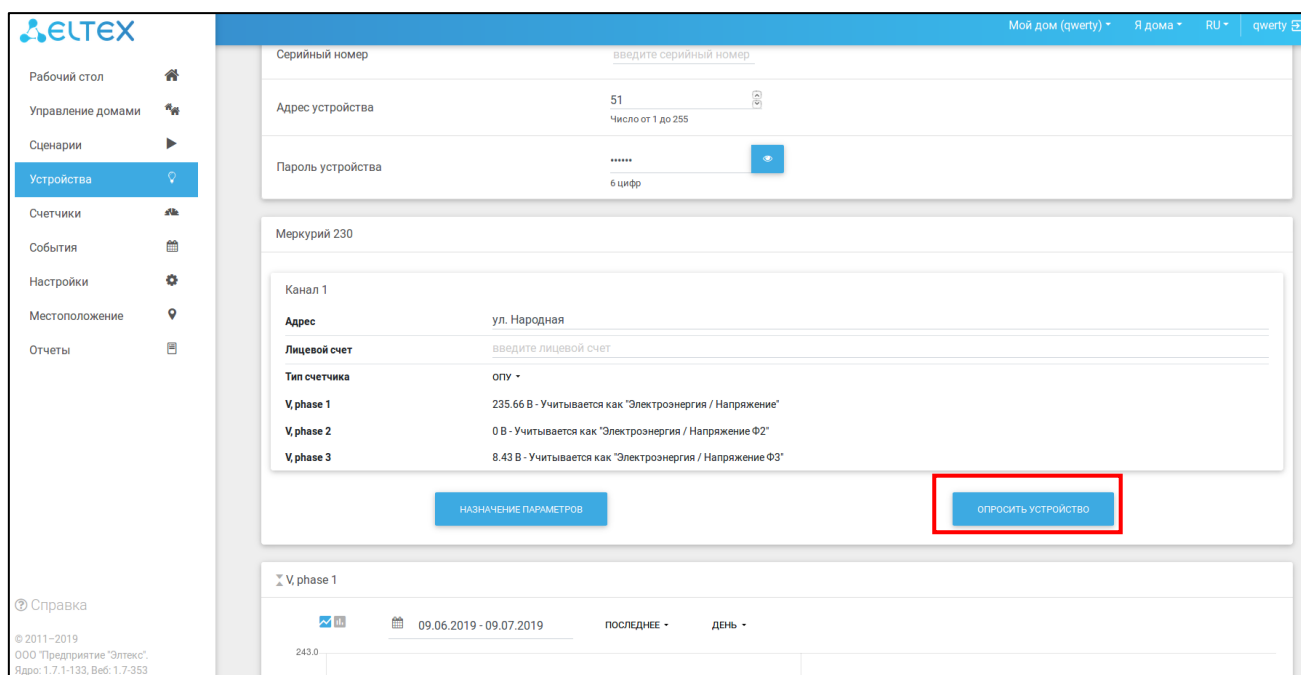 ELTEX
Мой дом (qwerty) Я дома RU qwerty
Рабочий стол
Управление домами
Сценарии
Устройства
Счетчики
События
Настройки
Местоположение
Отчеты
Справка
© 2011–2019
ООО "Предприятие "Элтекс".
Ядро: 1.7.1-133, Веб: 1.7-353
Серийный номер введите серийный номер
Адрес устройства 51
Число от 1 до 255
Пароль устройства ••••••
6 цифр
Меркурий 230
Канал 1
Адрес ул. Народная
Лицевой счет введите лицевой счет
Тип счетчика ОПУ
V, phase 1 235.66 В - Учитывается как "Электроэнергия / Напряжение"
V, phase 2 0 В - Учитывается как "Электроэнергия / Напряжение Ф2"
V, phase 3 8.43 В - Учитывается как "Электроэнергия / Напряжение Ф3"
НАЗНАЧЕНИЕ ПАРАМЕТРОВ ОПРОСИТЬ УСТРОЙСТВО
V, phase 1
09.06.2019 - 09.07.2019 ПОСЛЕДНЕЕ ДЕНЬ
243.0